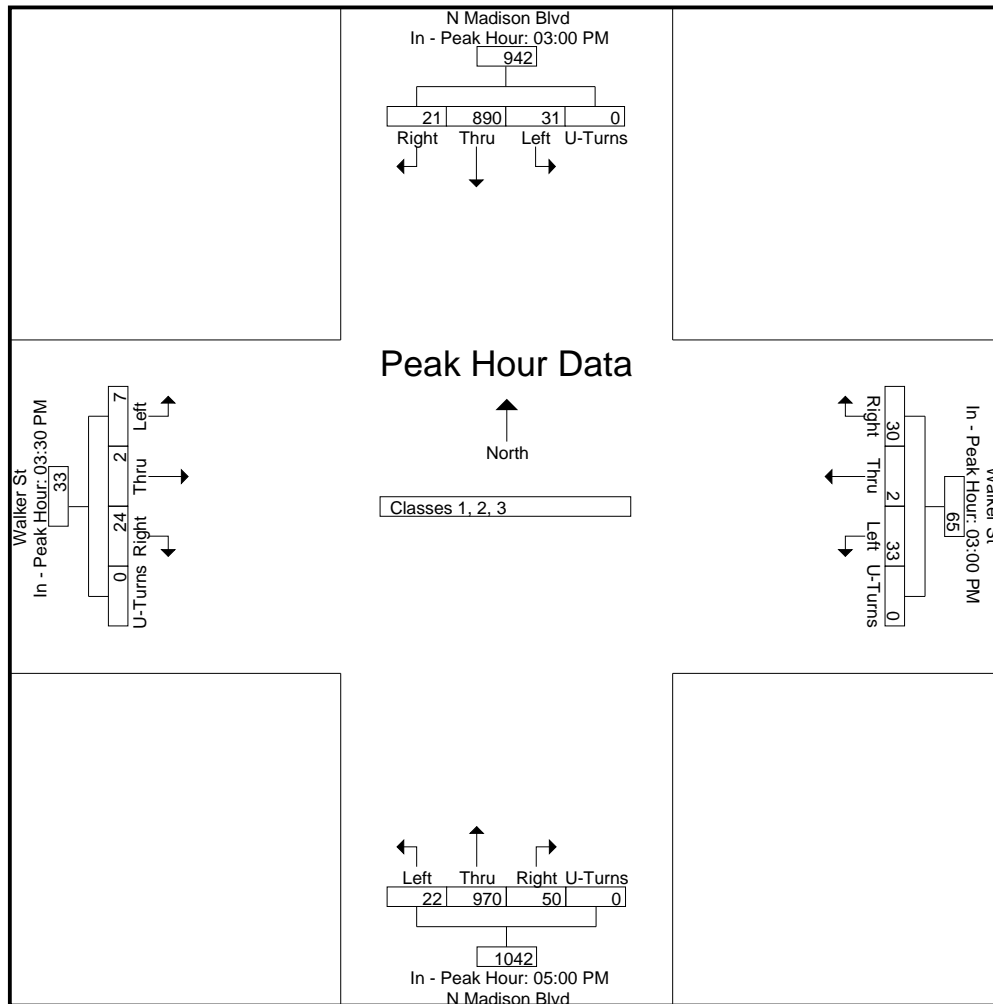 N Madison Blvd
In - Peak Hour: 03:00 PM
942
21 890 31 0
Right Thru Left U-Turns
Peak Hour Data
North
Classes 1, 2, 3
Walker St
In - Peak Hour: 03:30 PM
33
7 2 24 0
Left Thru Right U-Turns
Right Thru Left U-Turns
30 2 33 0
65
In - Peak Hour: 03:00 PM
Walker St
Left Thru Right U-Turns
22 970 50 0
1042
In - Peak Hour: 05:00 PM
N Madison Blvd